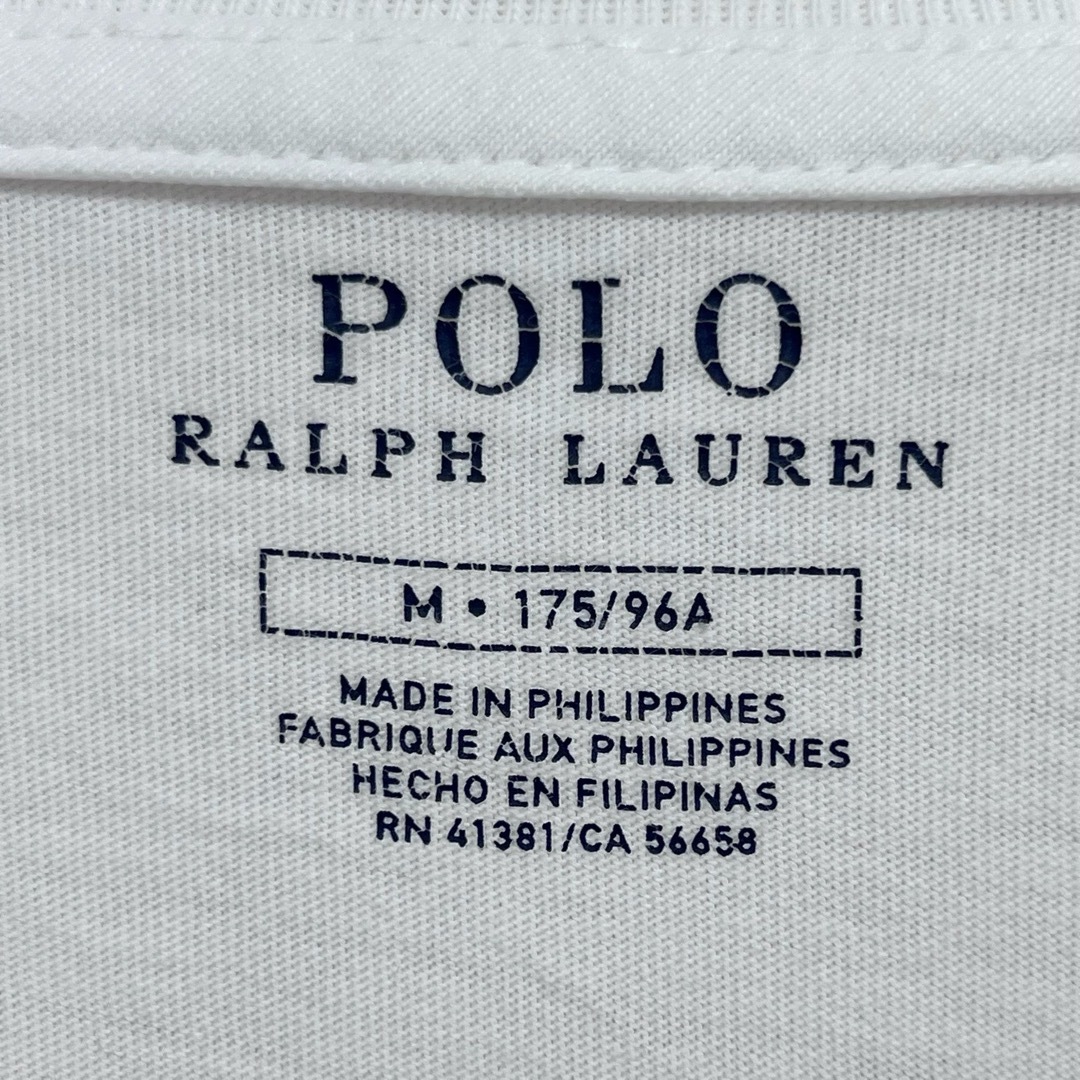 POLO
RALPH LAUREN
M • 175/96A
MADE IN PHILIPPINES
FABRIQUE AUX PHILIPPINES
HECHO EN FILIPINAS
RN 41381/CA 56658